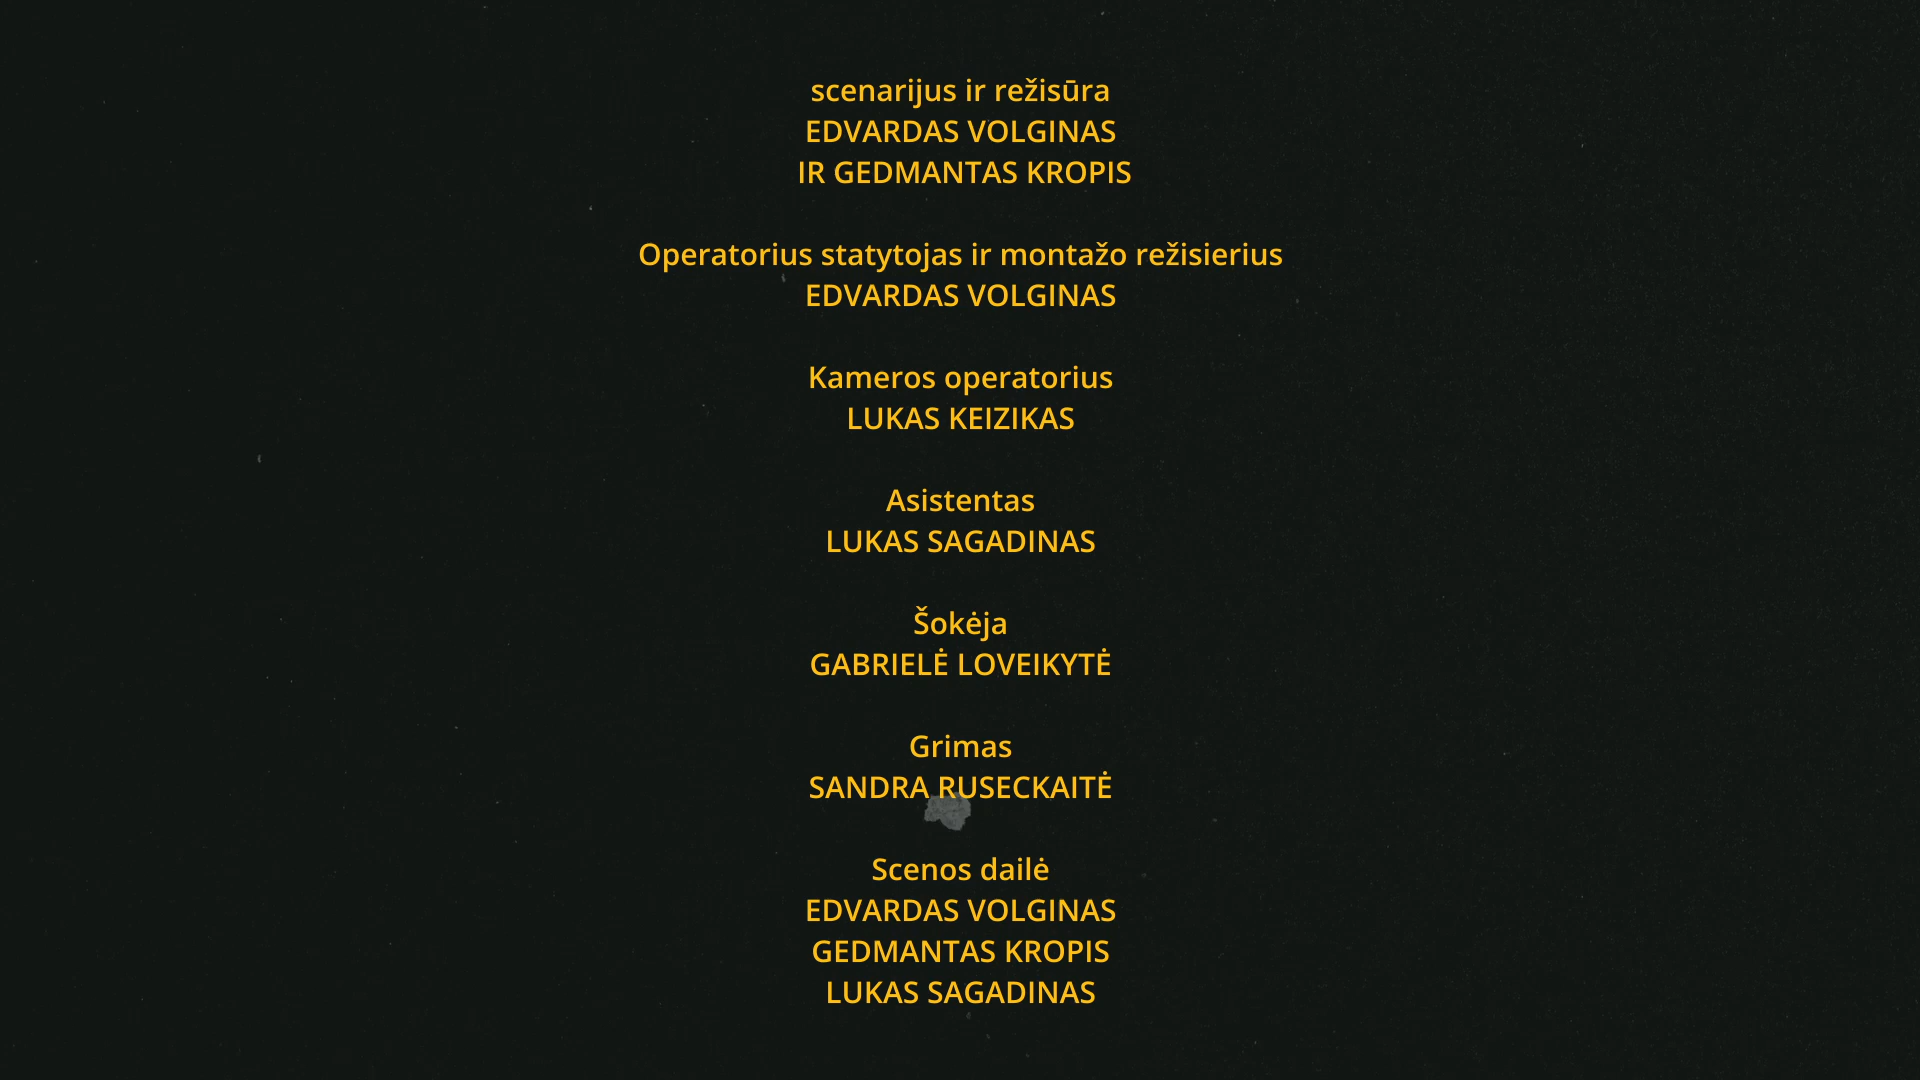 scenarijus ir režisūra
EDVARDAS VOLGINAS
IR GEDMANTAS KROPIS
Operatorius statytojas ir montažo režisierius
EDVARDAS VOLGINAS
Kameros operatorius
LUKAS KEIZIKAS
Asistentas
LUKAS SAGADINAS
Šokėja
GABRIELĖ LOVEIKYTĖ
Grimas
SANDRA RUSECKAITĖ
Scenos dailė
EDVARDAS VOLGINAS
GEDMANTAS KROPIS
LUKAS SAGADINAS